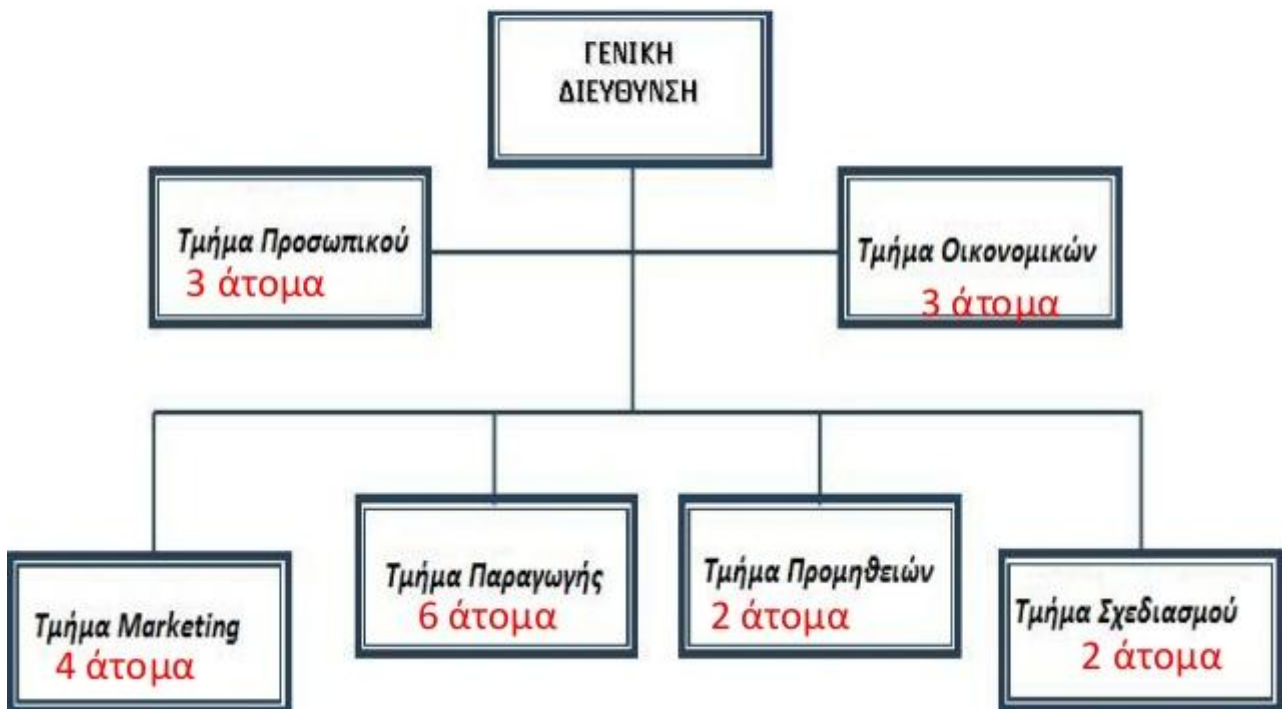 ΓΕΝΙΚΗ
ΔΙΕΥΘΥΝΣΗ
Τμήμα Προσωπικού
3 άτομα
Τμήμα Οικονομικών
3 άτομα
Τμήμα Marketing
4 άτομα
Τμήμα Παραγωγής
6 άτομα
Τμήμα Προμηθειών
2 άτομα
Τμήμα Σχεδιασμού
2 άτομα